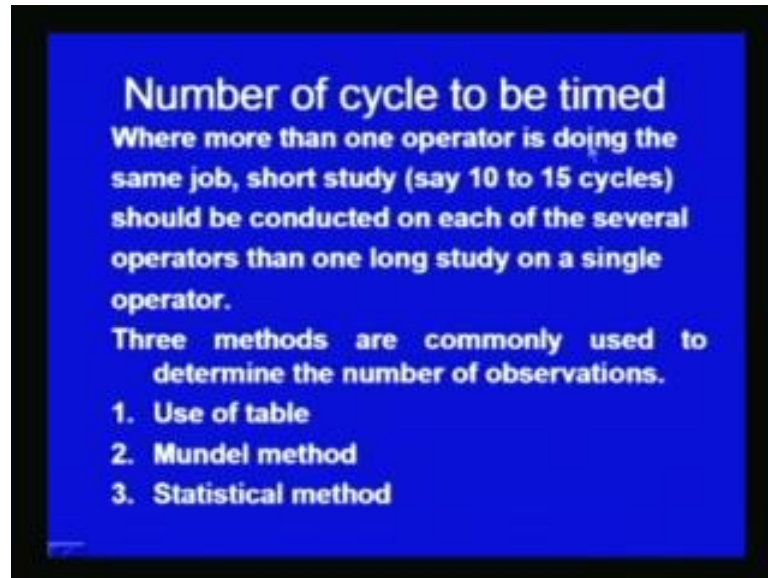 Number of cycle to be timed
Where more than one operator is doing the
same job, short study (say 10 to 15 cycles)
should be conducted on each of the several
operators than one long study on a single
operator.
Three methods are commonly used to
determine the number of observations.
1. Use of table
2. Mundel method
3. Statistical method